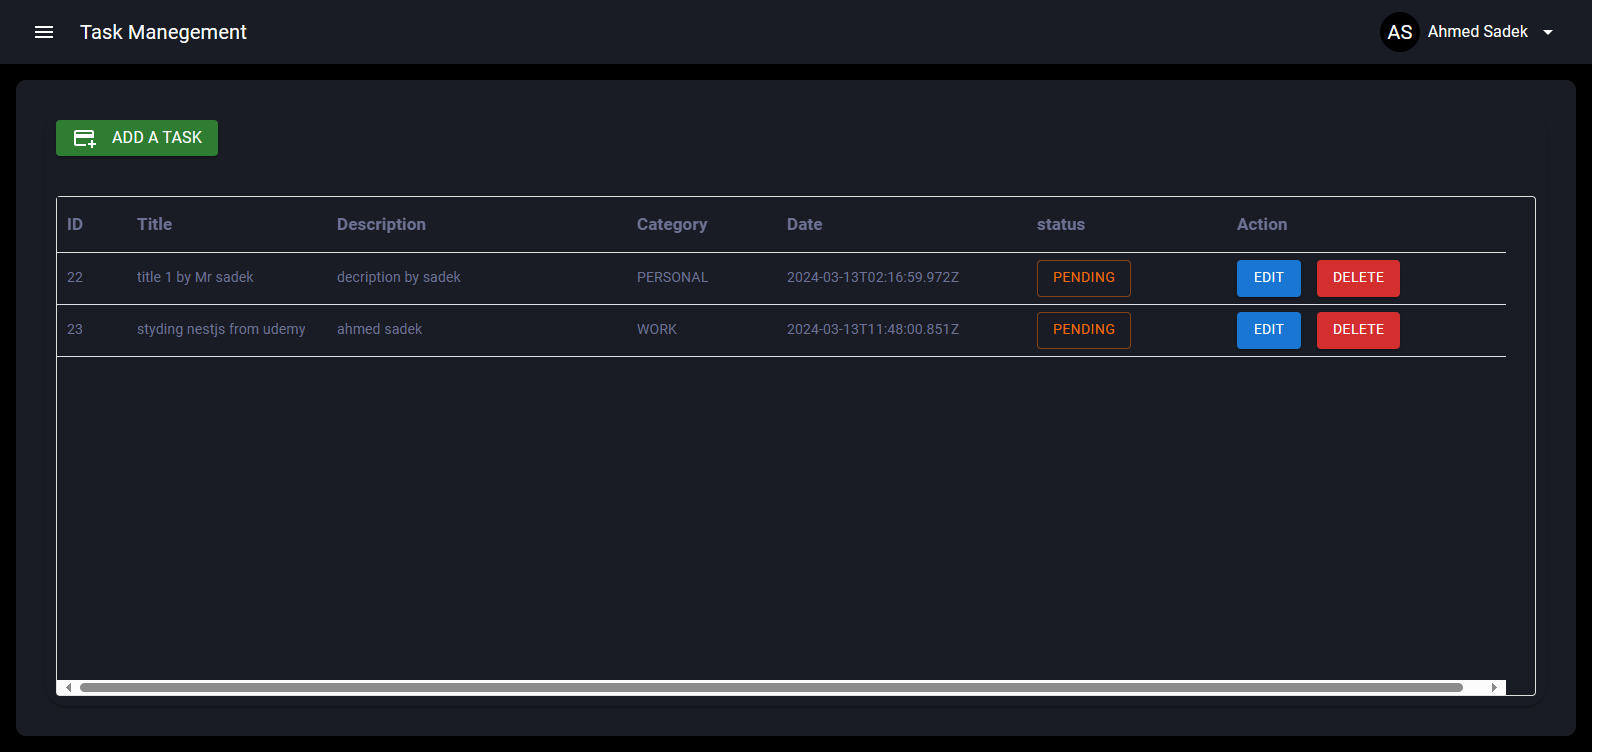 Task Manegement
AS Ahmed Sadek
ADD A TASK
ID Title Description Category Date status Action
22 title 1 by Mr sadek decription by sadek PERSONAL 2024-03-13T02:16:59.972Z PENDING EDIT DELETE
23 styding nestjs from udemy ahmed sadek WORK 2024-03-13T11:48:00.851Z PENDING EDIT DELETE